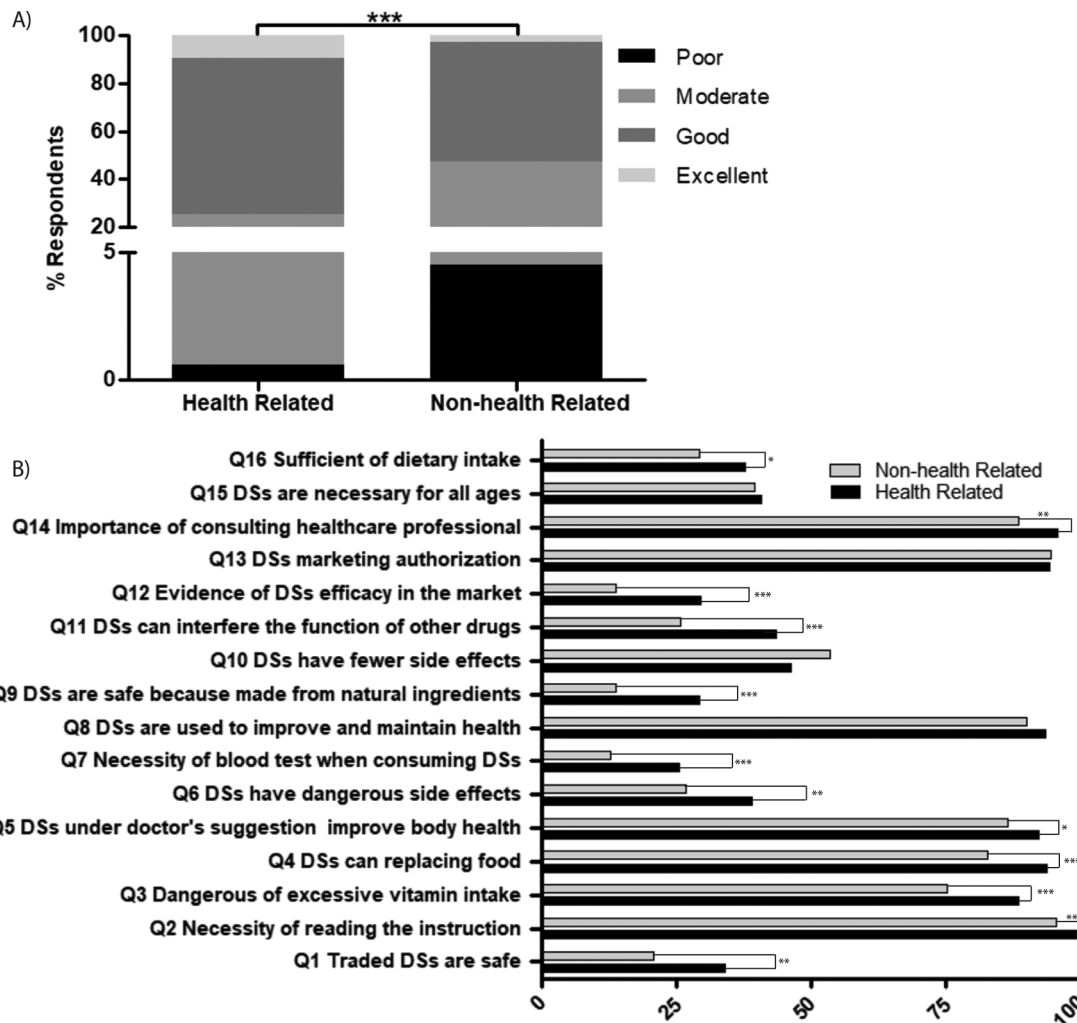 A)
***
100
80
60
40
20
5
0
% Respondents
Poor
Moderate
Good
Excellent
Health Related
Non-health Related
B)
Non-health Related
Health Related
Q16 Sufficient of dietary intake
*
Q15 DSs are necessary for all ages
Q14 Importance of consulting healthcare professional
**
Q13 DSs marketing authorization
Q12 Evidence of DSs efficacy in the market
***
Q11 DSs can interfere the function of other drugs
***
Q10 DSs have fewer side effects
Q9 DSs are safe because made from natural ingredients
***
Q8 DSs are used to improve and maintain health
Q7 Necessity of blood test when consuming DSs
***
Q6 DSs have dangerous side effects
**
Q5 DSs under doctor's suggestion improve body health
*
Q4 DSs can replacing food
***
Q3 Dangerous of excessive vitamin intake
***
Q2 Necessity of reading the instruction
**
Q1 Traded DSs are safe
**
0
25
50
75
100